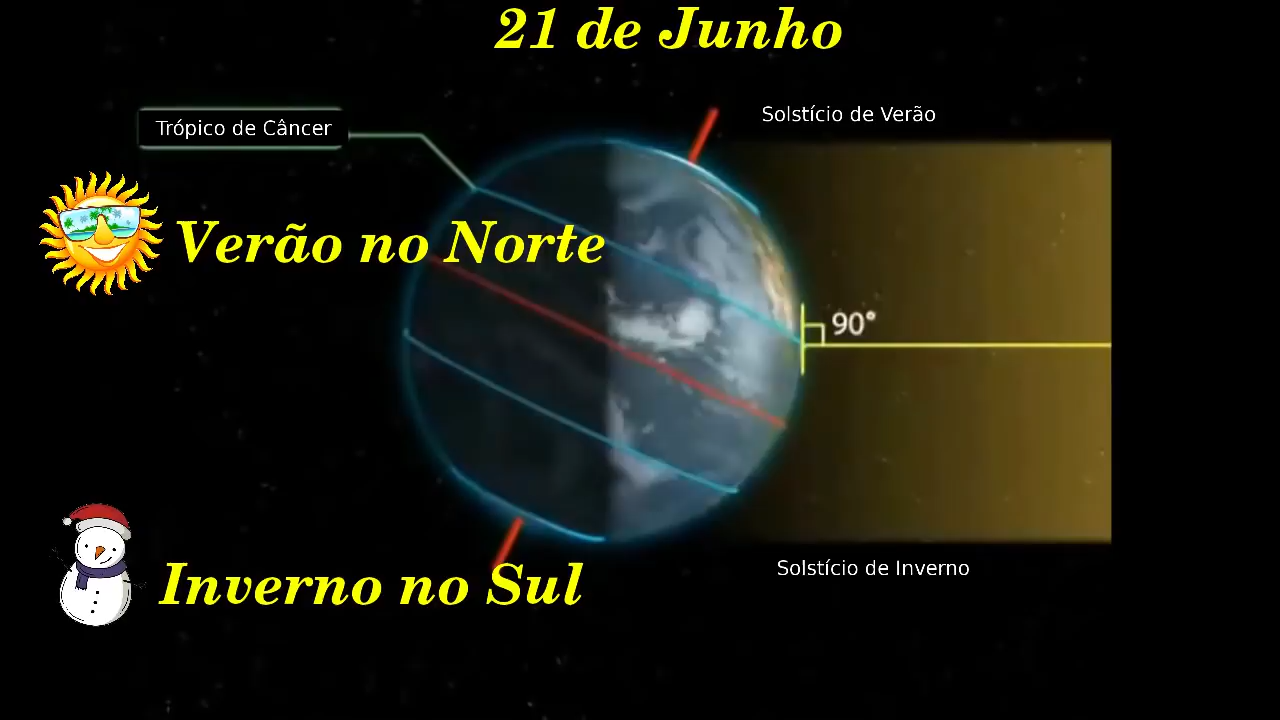 21 de Junho
Solstício de Verão
Trópico de Câncer
Verão no Norte
90°
Solstício de Inverno
Inverno no Sul